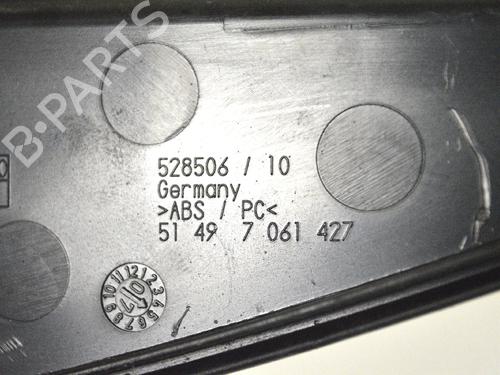 B-PARTS
528506 / 10
Germany
>ABS / PC<
51 49 7 061 427